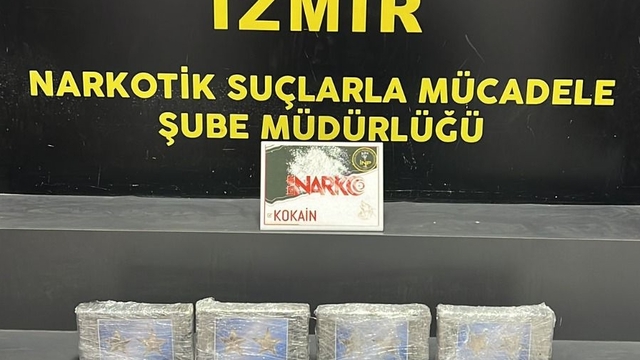 İZMİR
NARKOTİK SUÇLARLA MÜCADELE
ŞUBE MÜDÜRLÜĞÜ
NARKO
KOKAİN